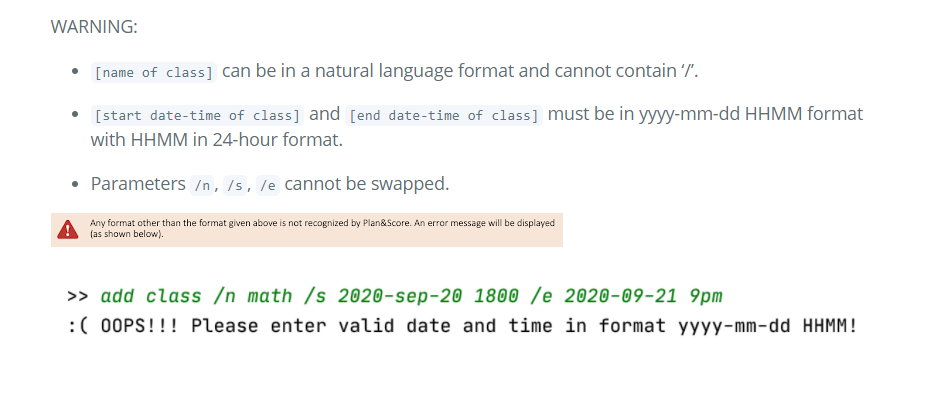 WARNING:
• [name of class] can be in a natural language format and cannot contain ‘/’.
• [start date-time of class] and [end date-time of class] must be in yyyy-mm-dd HHMM format
with HHMM in 24-hour format.
• Parameters /n, /s, /e cannot be swapped.
Any format other than the format given above is not recognized by Plan&Score. An error message will be displayed
(as shown below).
>> add class /n math /s 2020-sep-20 1800 /e 2020-09-21 9pm
:( OOPS!!! Please enter valid date and time in format yyyy-mm-dd HHMM!